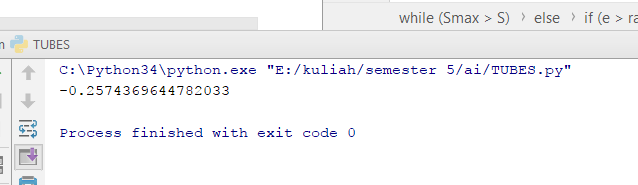 while (Smax > S) > else > if (e > ra
TUBES
C:\Python34\python.exe "E:/kuliah/semester 5/ai/TUBES.py"
-0.2574369644782033
Process finished with exit code 0